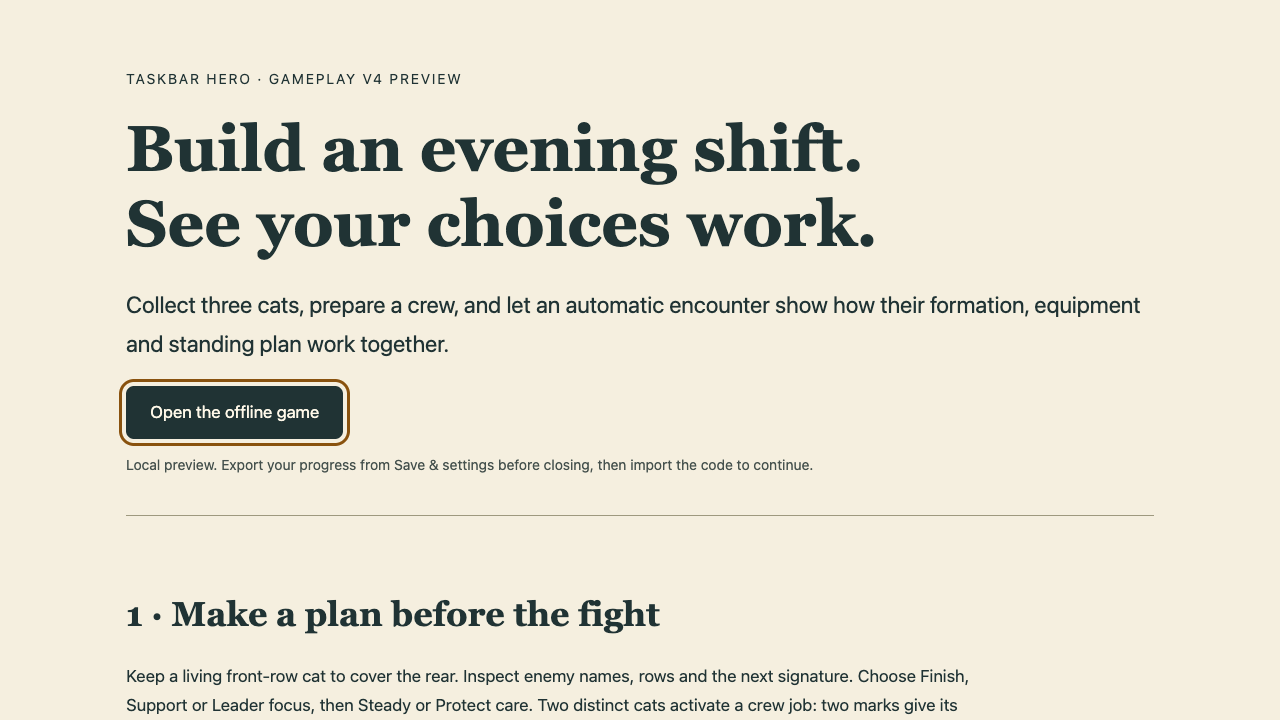 TASKBAR HERO · GAMEPLAY V4 PREVIEW
Build an evening shift.
See your choices work.
Collect three cats, prepare a crew, and let an automatic encounter show how their formation, equipment
and standing plan work together.
Open the offline game
Local preview. Export your progress from Save & settings before closing, then import the code to continue.
1 · Make a plan before the fight
Keep a living front-row cat to cover the rear. Inspect enemy names, rows and the next signature. Choose Finish,
Support or Leader focus, then Steady or Protect care. Two distinct cats activate a crew job: two marks give its